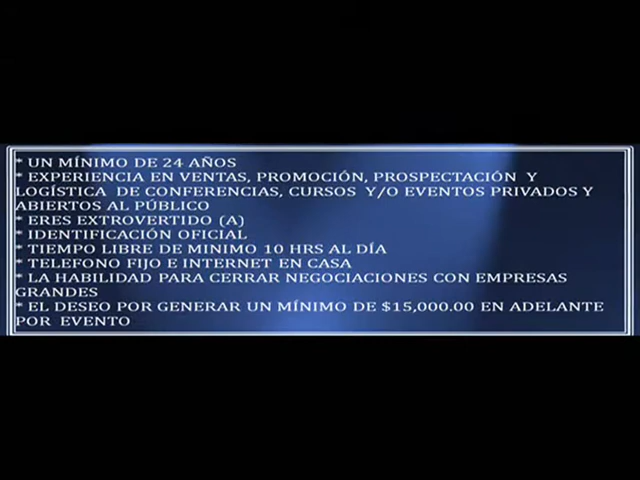 * UN MÍNIMO DE 24 AÑOS
* EXPERIENCIA EN VENTAS, PROMOCIÓN, PROSPECTACIÓN Y
LOGÍSTICA DE CONFERENCIAS, CURSOS Y/O EVENTOS PRIVADOS Y
ABIERTOS AL PÚBLICO
* ERES EXTROVERTIDO (A)
* IDENTIFICACIÓN OFICIAL
* TIEMPO LIBRE DE MINIMO 10 HRS AL DÍA
* TELEFONO FIJO E INTERNET EN CASA
* LA HABILIDAD PARA CERRAR NEGOCIACIONES CON EMPRESAS
GRANDES
* EL DESEO POR GENERAR UN MÍNIMO DE $15,000.00 EN ADELANTE
POR EVENTO